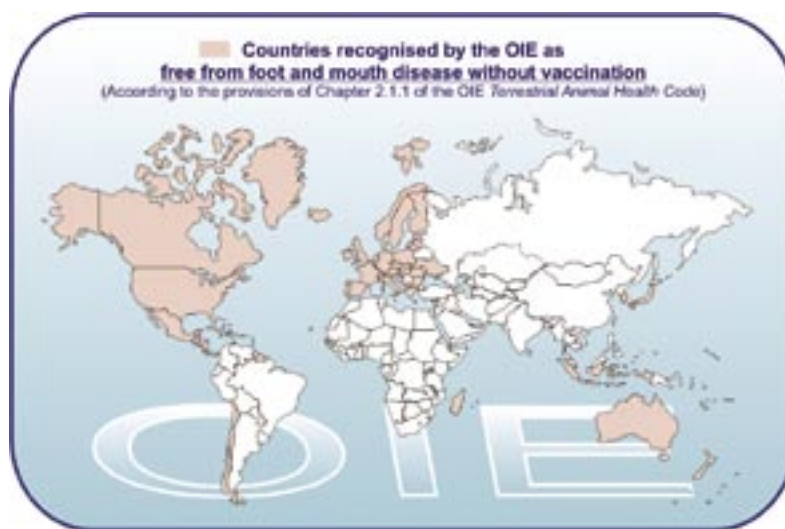 Countries recognised by the OIE as
free from foot and mouth disease without vaccination
(According to the provisions of Chapter 2.1.1 of the OIE Terrestrial Animal Health Code)
OIE